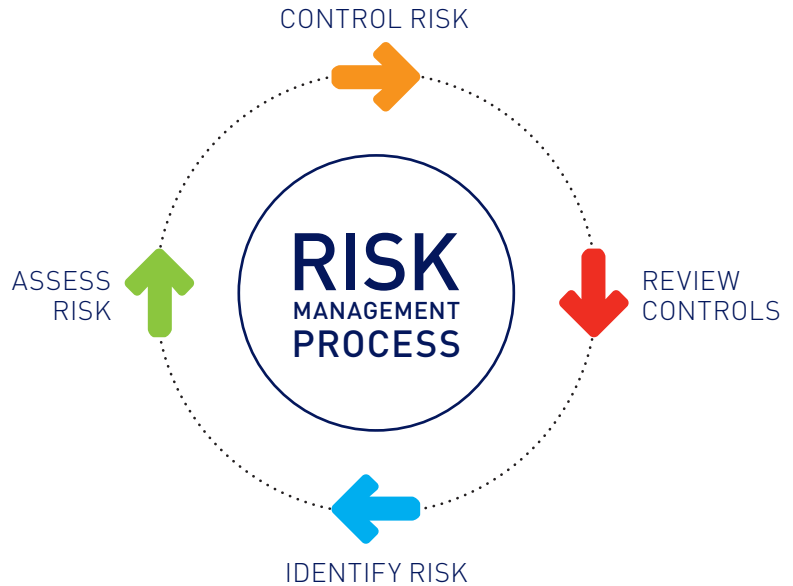 CONTROL RISK
ASSESS
RISK
RISK
MANAGEMENT
PROCESS
REVIEW
CONTROLS
IDENTIFY RISK